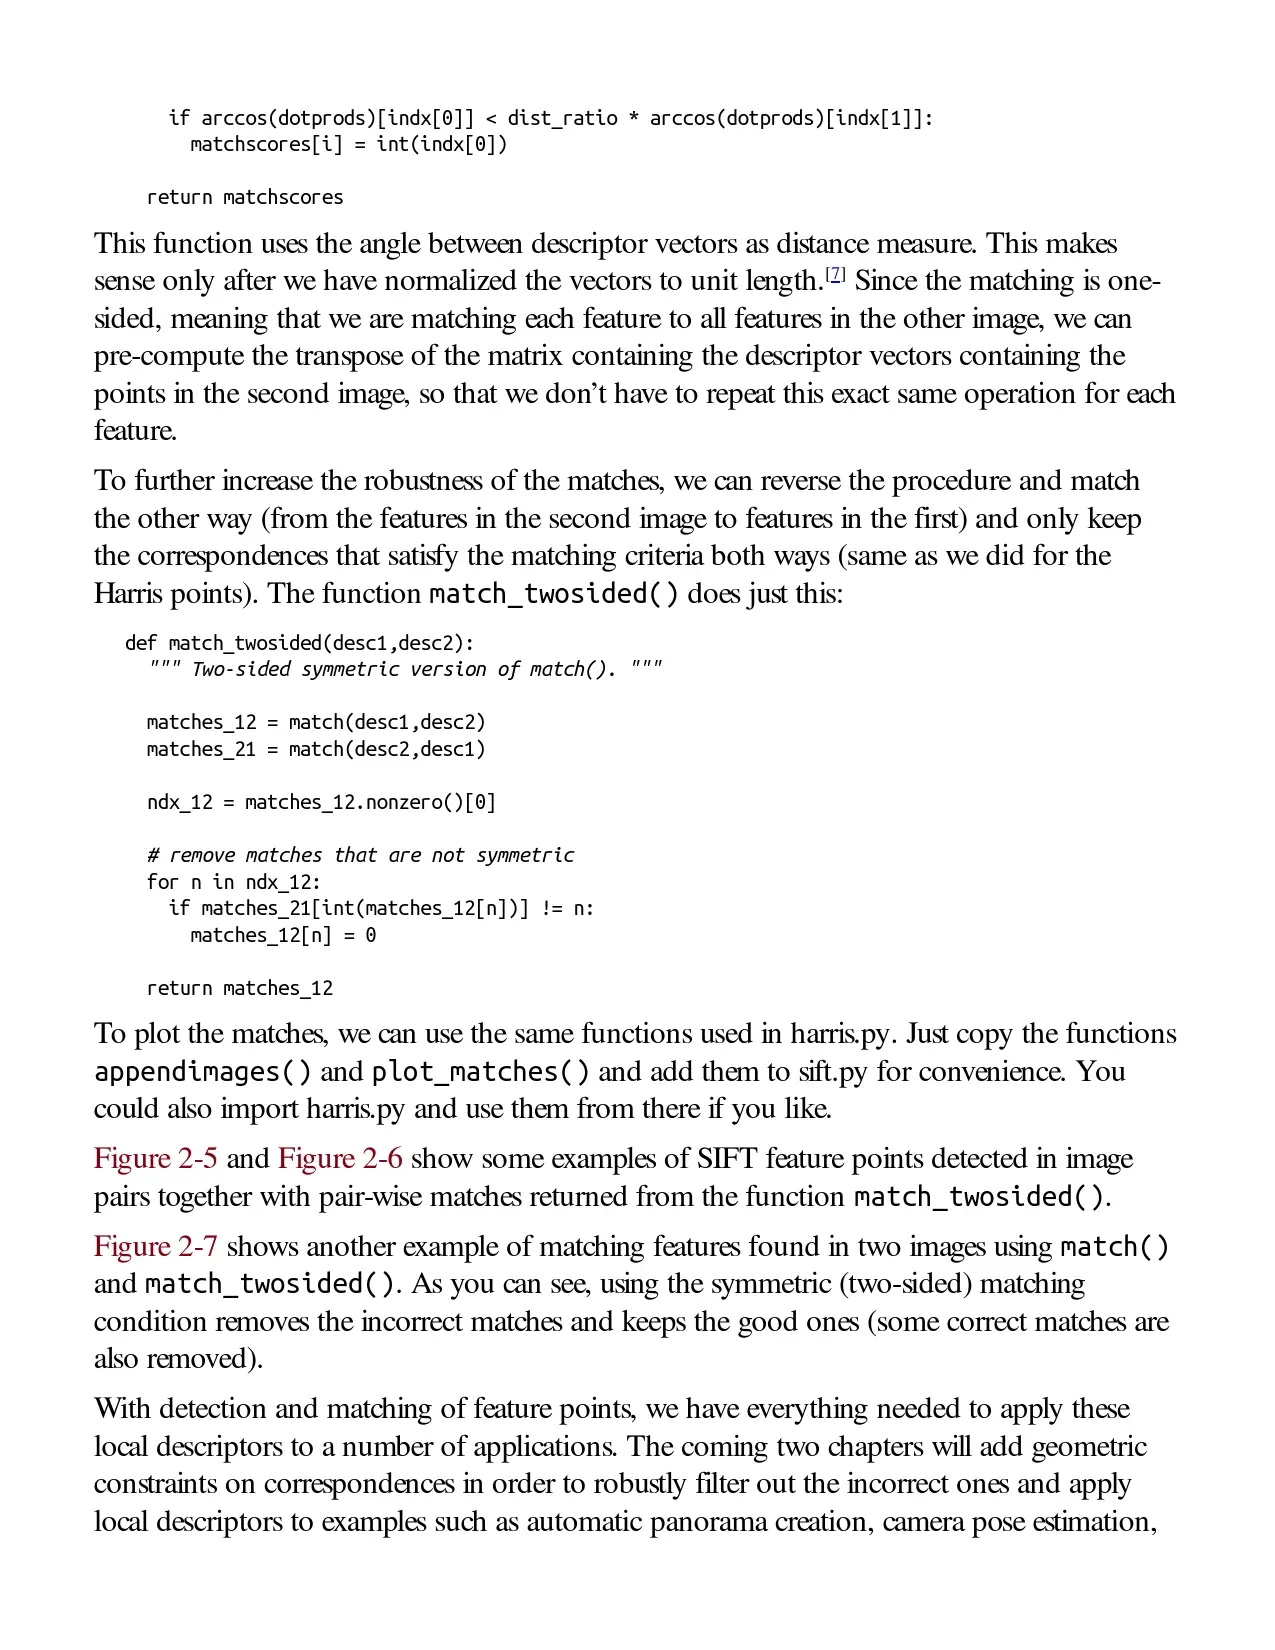 if arccos(dotprods)[indx[0]] < dist_ratio * arccos(dotprods)[indx[1]]:
matchscores[i] = int(indx[0])
return matchscores
This function uses the angle between descriptor vectors as distance measure. This makes
sense only after we have normalized the vectors to unit length.[7] Since the matching is one-
sided, meaning that we are matching each feature to all features in the other image, we can
pre-compute the transpose of the matrix containing the descriptor vectors containing the
points in the second image, so that we don’t have to repeat this exact same operation for each
feature.
To further increase the robustness of the matches, we can reverse the procedure and match
the other way (from the features in the second image to features in the first) and only keep
the correspondences that satisfy the matching criteria both ways (same as we did for the
Harris points). The function match_twosided() does just this:
def match_twosided(desc1,desc2):
""" Two-sided symmetric version of match(). """
matches_12 = match(desc1,desc2)
matches_21 = match(desc2,desc1)
ndx_12 = matches_12.nonzero()[0]
# remove matches that are not symmetric
for n in ndx_12:
if matches_21[int(matches_12[n])] != n:
matches_12[n] = 0
return matches_12
To plot the matches, we can use the same functions used in harris.py. Just copy the functions
appendimages() and plot_matches() and add them to sift.py for convenience. You
could also import harris.py and use them from there if you like.
Figure 2-5 and Figure 2-6 show some examples of SIFT feature points detected in image
pairs together with pair-wise matches returned from the function match_twosided().
Figure 2-7 shows another example of matching features found in two images using match()
and match_twosided(). As you can see, using the symmetric (two-sided) matching
condition removes the incorrect matches and keeps the good ones (some correct matches are
also removed).
With detection and matching of feature points, we have everything needed to apply these
local descriptors to a number of applications. The coming two chapters will add geometric
constraints on correspondences in order to robustly filter out the incorrect ones and apply
local descriptors to examples such as automatic panorama creation, camera pose estimation,